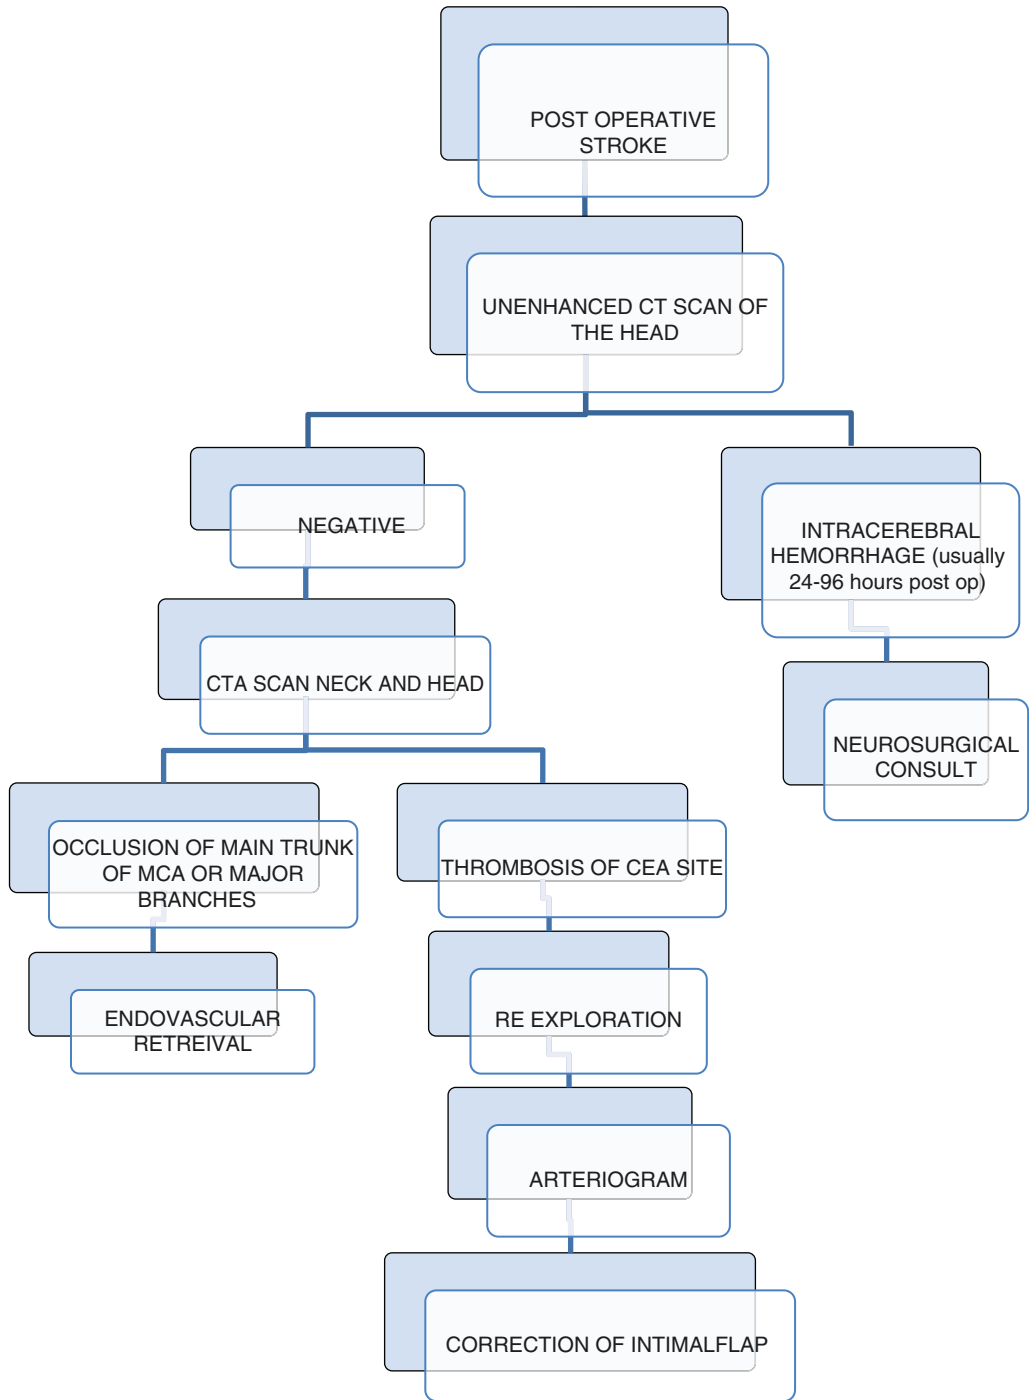 POST OPERATIVE
STROKE
UNENHANCED CT SCAN OF
THE HEAD
NEGATIVE
INTRACEREBRAL
HEMORRHAGE (usually
24-96 hours post op)
CTA SCAN NECK AND HEAD
NEUROSURGICAL
CONSULT
OCCLUSION OF MAIN TRUNK
OF MCA OR MAJOR
BRANCHES
THROMBOSIS OF CEA SITE
ENDOVASCULAR
RETREIVAL
RE EXPLORATION
ARTERIOGRAM
CORRECTION OF INTIMALFLAP